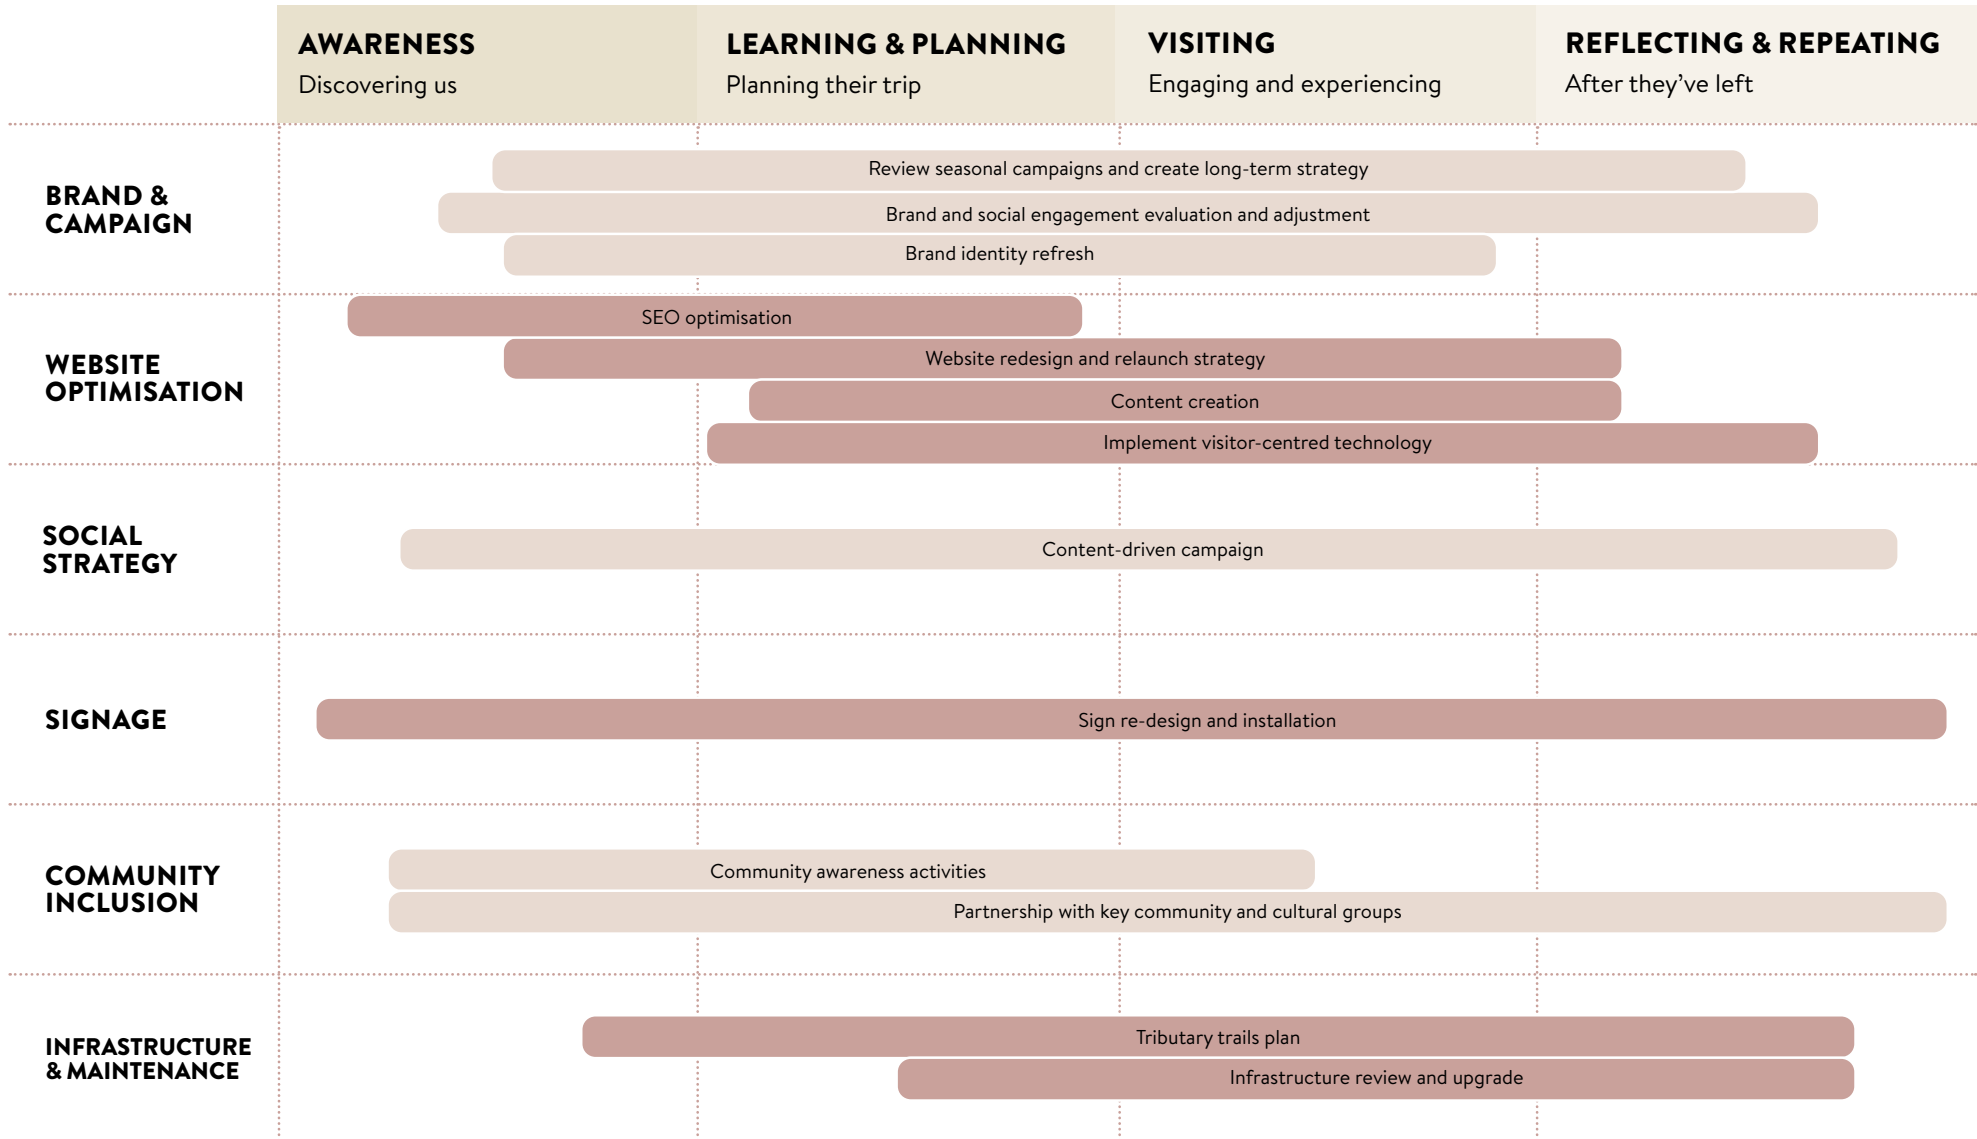 AWARENESS
Discovering us
LEARNING & PLANNING
Planning their trip
VISITING
Engaging and experiencing
REFLECTING & REPEATING
After they’ve left
BRAND &
CAMPAIGN
Review seasonal campaigns and create long-term strategy
Brand and social engagement evaluation and adjustment
Brand identity refresh
WEBSITE
OPTIMISATION
SEO optimisation
Website redesign and relaunch strategy
Content creation
Implement visitor-centred technology
SOCIAL
STRATEGY
Content-driven campaign
SIGNAGE
Sign re-design and installation
COMMUNITY
INCLUSION
Community awareness activities
Partnership with key community and cultural groups
INFRASTRUCTURE
& MAINTENANCE
Tributary trails plan
Infrastructure review and upgrade